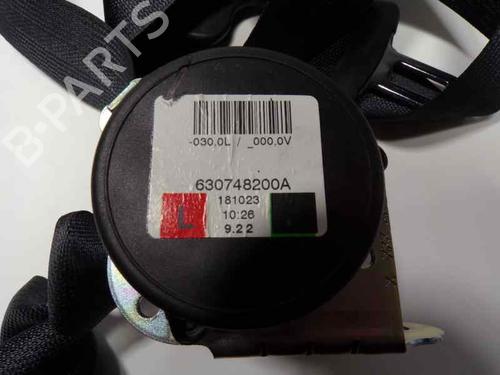 B-PARTS
-030,0L / _000,0V
630748200A
181023
L
10:26
9.22